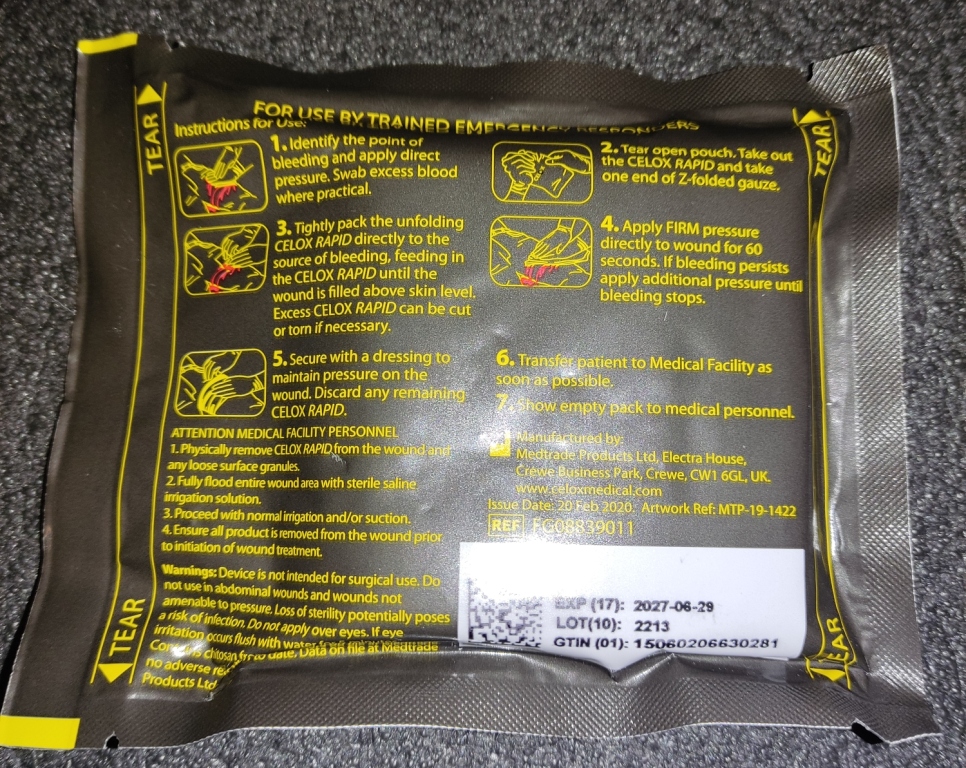 FOR USE BY TRAINED EMERGENCY RESPONDERS
Instructions for Use:
1. Identify the point of
bleeding and apply direct
pressure. Swab excess blood
where practical.
2. Tear open pouch. Take out
the CELOX RAPID and take
one end of Z-folded gauze.
3. Tightly pack the unfolding
CELOX RAPID directly to the
source of bleeding, feeding in
the CELOX RAPID until the
wound is filled above skin level.
Excess CELOX RAPID can be cut
or torn if necessary.
4. Apply FIRM pressure
directly to wound for 60
seconds. If bleeding persists
apply additional pressure until
bleeding stops.
5. Secure with a dressing to
maintain pressure on the
wound. Discard any remaining
CELOX RAPID.
6. Transfer patient to Medical Facility as
soon as possible.
7. Show empty pack to medical personnel.
ATTENTION MEDICAL FACILITY PERSONNEL
1. Physically remove CELOX RAPID from the wound and
any loose surface granules.
2. Fully flood entire wound area with sterile saline
irrigation solution.
3. Proceed with normal irrigation and/or suction.
4. Ensure all product is removed from the wound prior
to initiation of wound treatment.
Warnings: Device is not intended for surgical use. Do
not use in abdominal wounds and wounds not
amenable to pressure. Loss of sterility potentially poses
a risk of infection. Do not apply over eyes. If eye
irritation occurs flush with water
chitosan to date. Data on file at Medtrade
no adverse
Products Ltd
Manufactured by:
Medtrade Products Ltd, Electra House,
Crewe Business Park, Crewe, CW1 6GL, UK.
www.celoxmedical.com
Issue Date: 20 Feb 2020, Artwork Ref: MTP-19-1422
REF FG08839011
EXP (17): 2027-06-29
LOT(10): 2213
GTIN (01): 15060206630281
TEAR
TEAR
TEAR
EAR